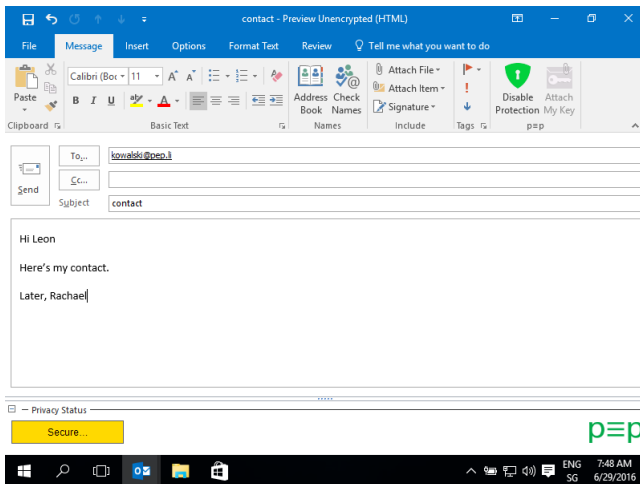 contact - Preview Unencrypted (HTML)
File Message Insert Options Format Text Review Tell me what you want to do
Paste
Calibri (Boc 11 A A
B I U aby A
Address Book
Check Names
Attach File
Attach Item
Signature
Disable Protection
Attach My Key
Clipboard Basic Text Names Include Tags p≡p
Send
To... kowalski@pep.li
Cc...
Subject contact
Hi Leon
Here's my contact.
Later, Rachael
Privacy Status
Secure...
p≡p
ENG 7:48 AM
SG 6/29/2016